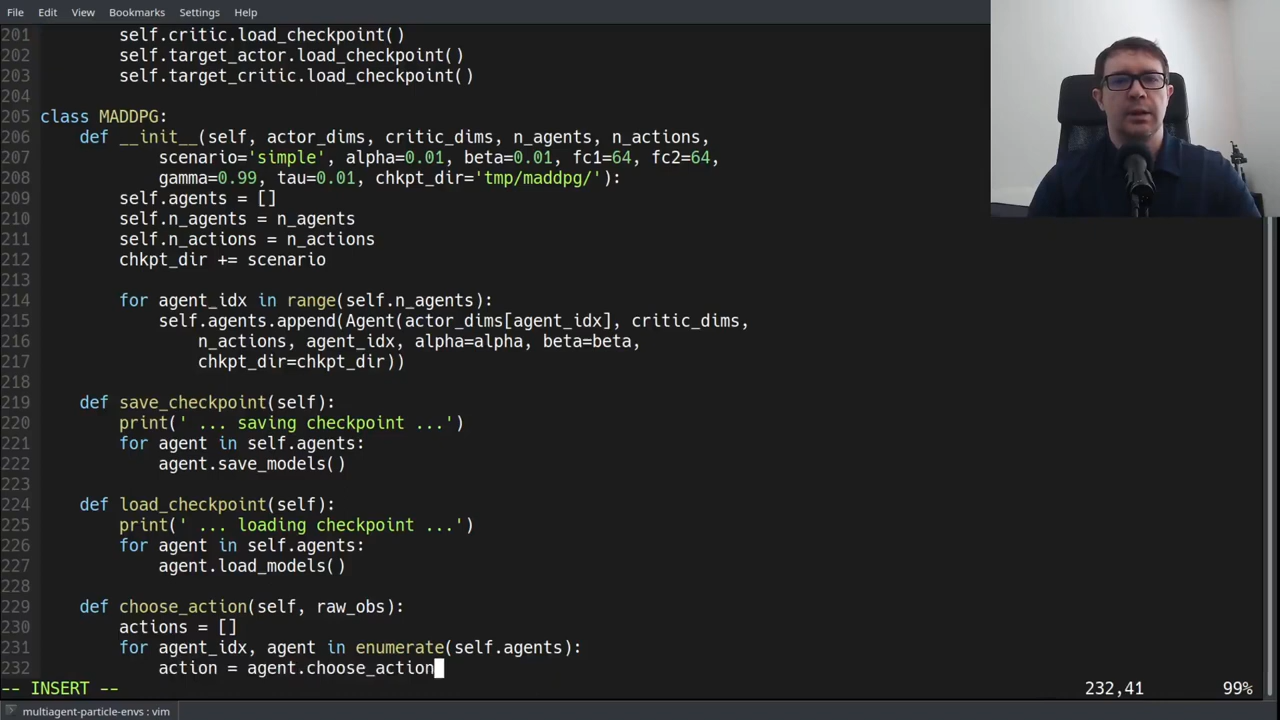 File Edit View Bookmarks Settings Help
201 self.critic.load_checkpoint()
202 self.target_actor.load_checkpoint()
203 self.target_critic.load_checkpoint()
204
205 class MADDPG:
206 def __init__(self, actor_dims, critic_dims, n_agents, n_actions,
207 scenario='simple', alpha=0.01, beta=0.01, fc1=64, fc2=64,
208 gamma=0.99, tau=0.01, chkpt_dir='tmp/maddpg/'):
209 self.agents = []
210 self.n_agents = n_agents
211 self.n_actions = n_actions
212 chkpt_dir += scenario
213
214 for agent_idx in range(self.n_agents):
215 self.agents.append(Agent(actor_dims[agent_idx], critic_dims,
216 n_actions, agent_idx, alpha=alpha, beta=beta,
217 chkpt_dir=chkpt_dir))
218
219 def save_checkpoint(self):
220 print(' ... saving checkpoint ...')
221 for agent in self.agents:
222 agent.save_models()
223
224 def load_checkpoint(self):
225 print(' ... loading checkpoint ...')
226 for agent in self.agents:
227 agent.load_models()
228
229 def choose_action(self, raw_obs):
230 actions = []
231 for agent_idx, agent in enumerate(self.agents):
232 action = agent.choose_action
-- INSERT -- 232,41 99%
multiagent-particle-envs : vim